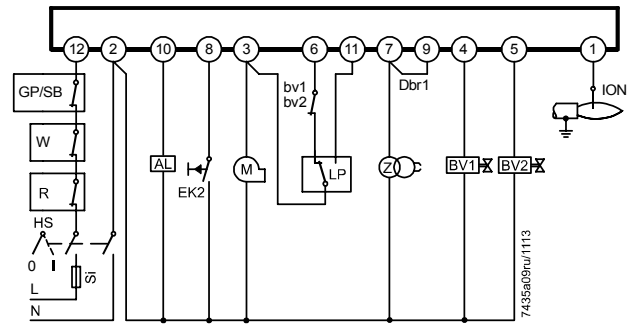 12 2 10 8 3 6 11 7 9 4 5 1
GP/SB
bv1
bv2
Dbr1
ION
W
AL
EK2
M
LP
Z
BV1
BV2
R
HS
0 I
Si
L
N
7435a09ru/1113